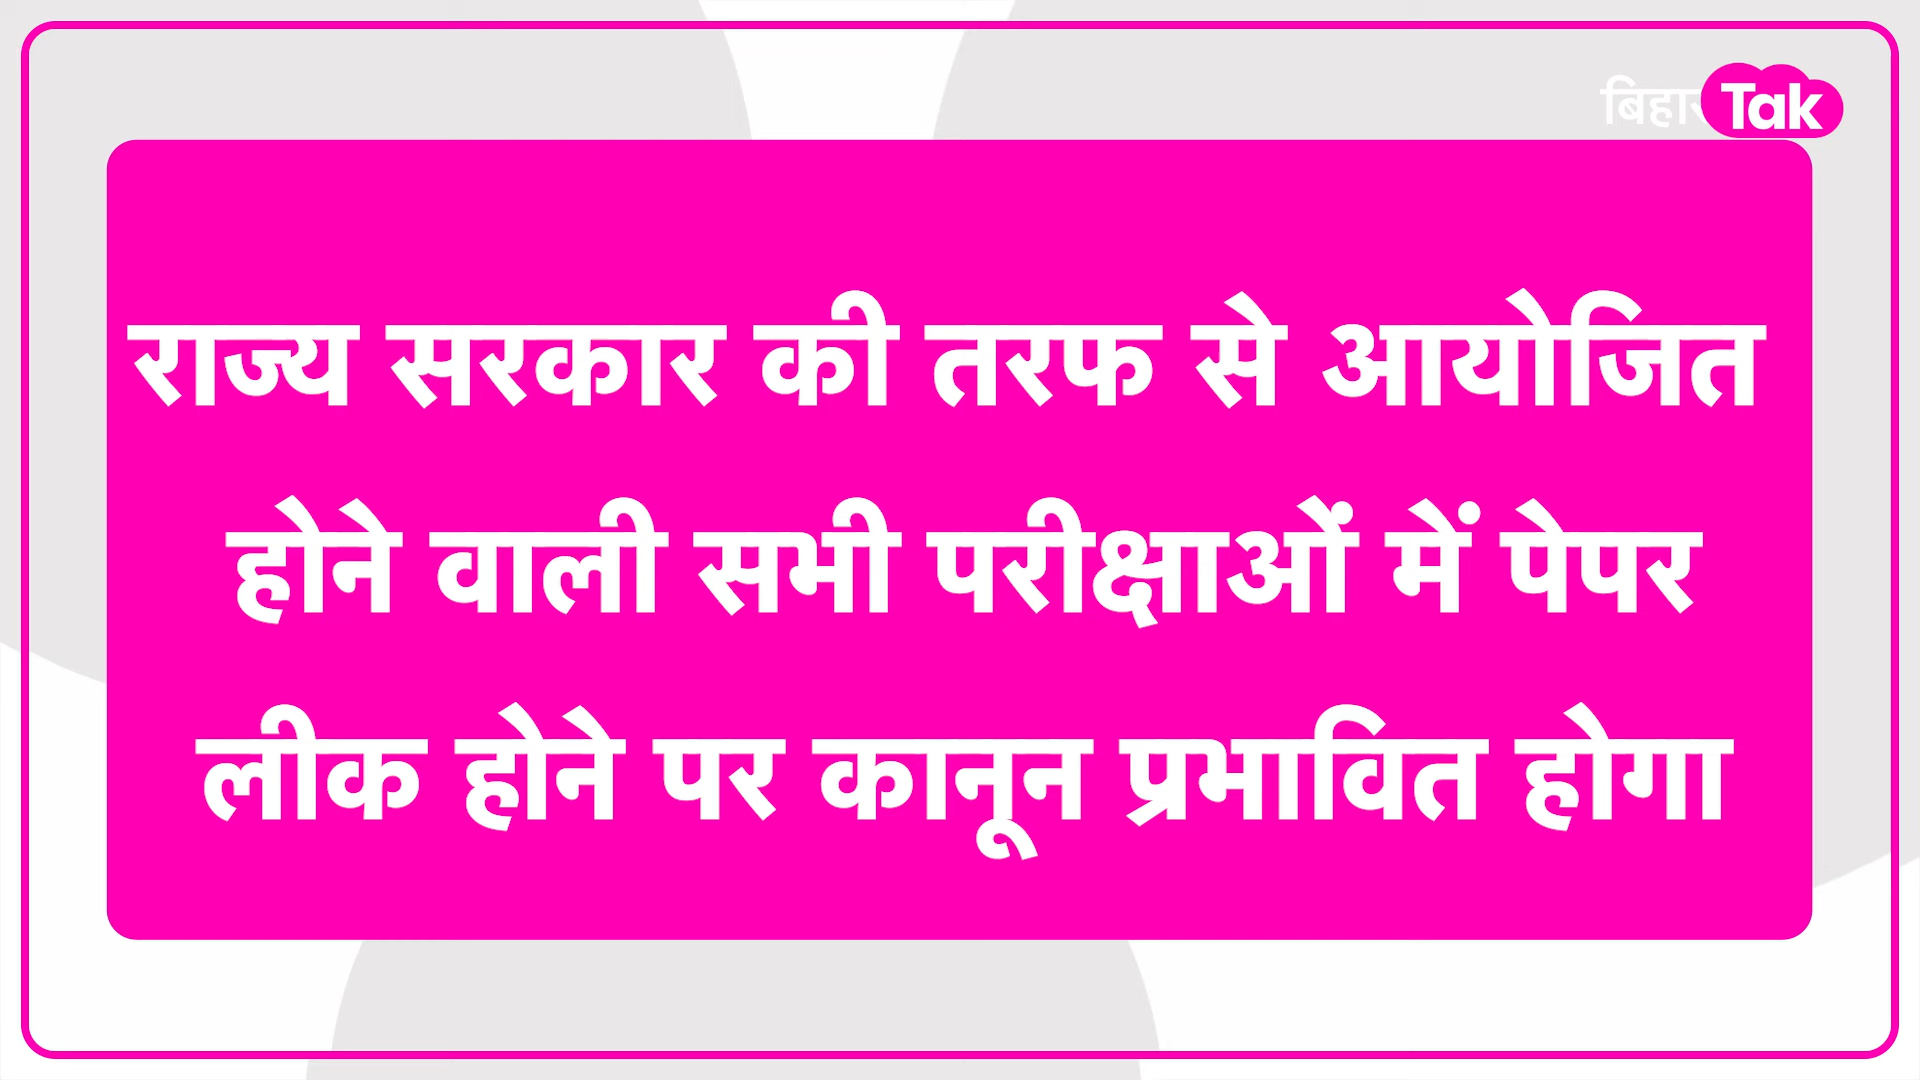 बिहार Tak
राज्य सरकार की तरफ से आयोजित
होने वाली सभी परीक्षाओं में पेपर
लीक होने पर कानून प्रभावित होगा